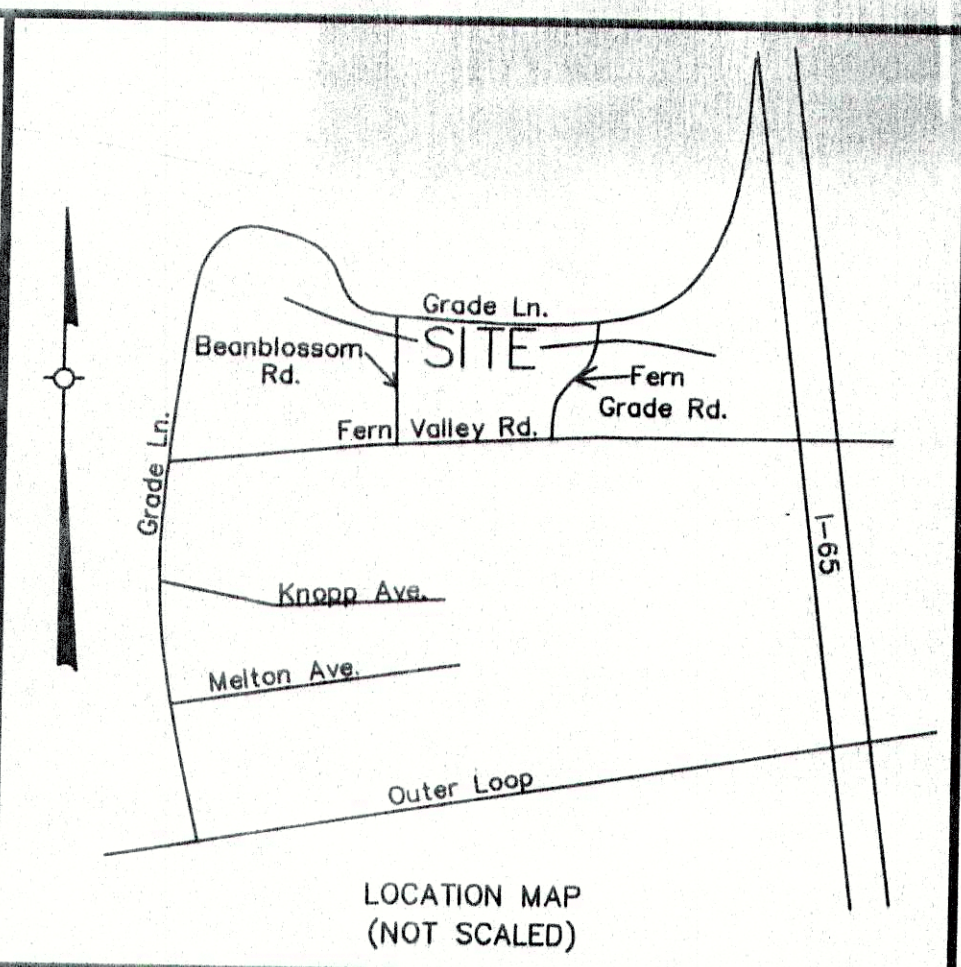 Grade Ln.
SITE
Beanblossom
Rd.
Fern
Grade Rd.
Fern Valley Rd.
Grade Ln.
I-65
Knopp Ave.
Melton Ave.
Outer Loop
LOCATION MAP
(NOT SCALED)